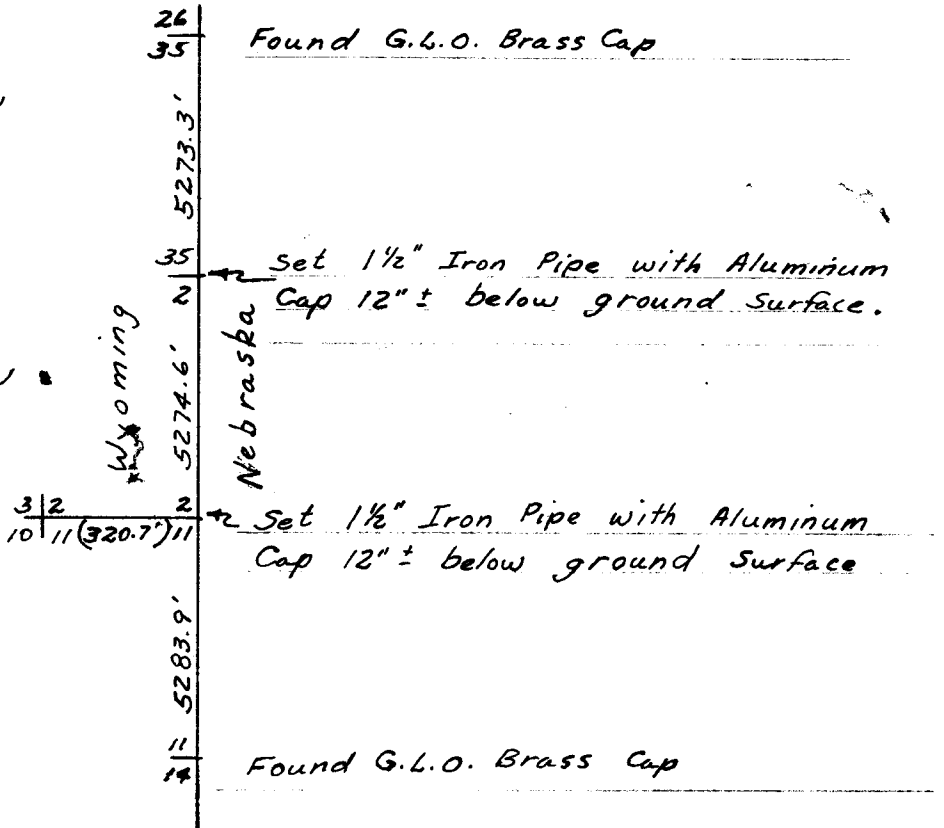 26
35
Found G.L.O. Brass Cap
5273.3'
35
2
Set 1½" Iron Pipe with Aluminum
Cap 12" ± below ground Surface.
Wyoming
5274.6'
Nebraska
3 2
10 11 (320.7')
2
11
Set 1½" Iron Pipe with Aluminum
Cap 12" ± below ground Surface
5283.9'
11
14
Found G.L.O. Brass Cap